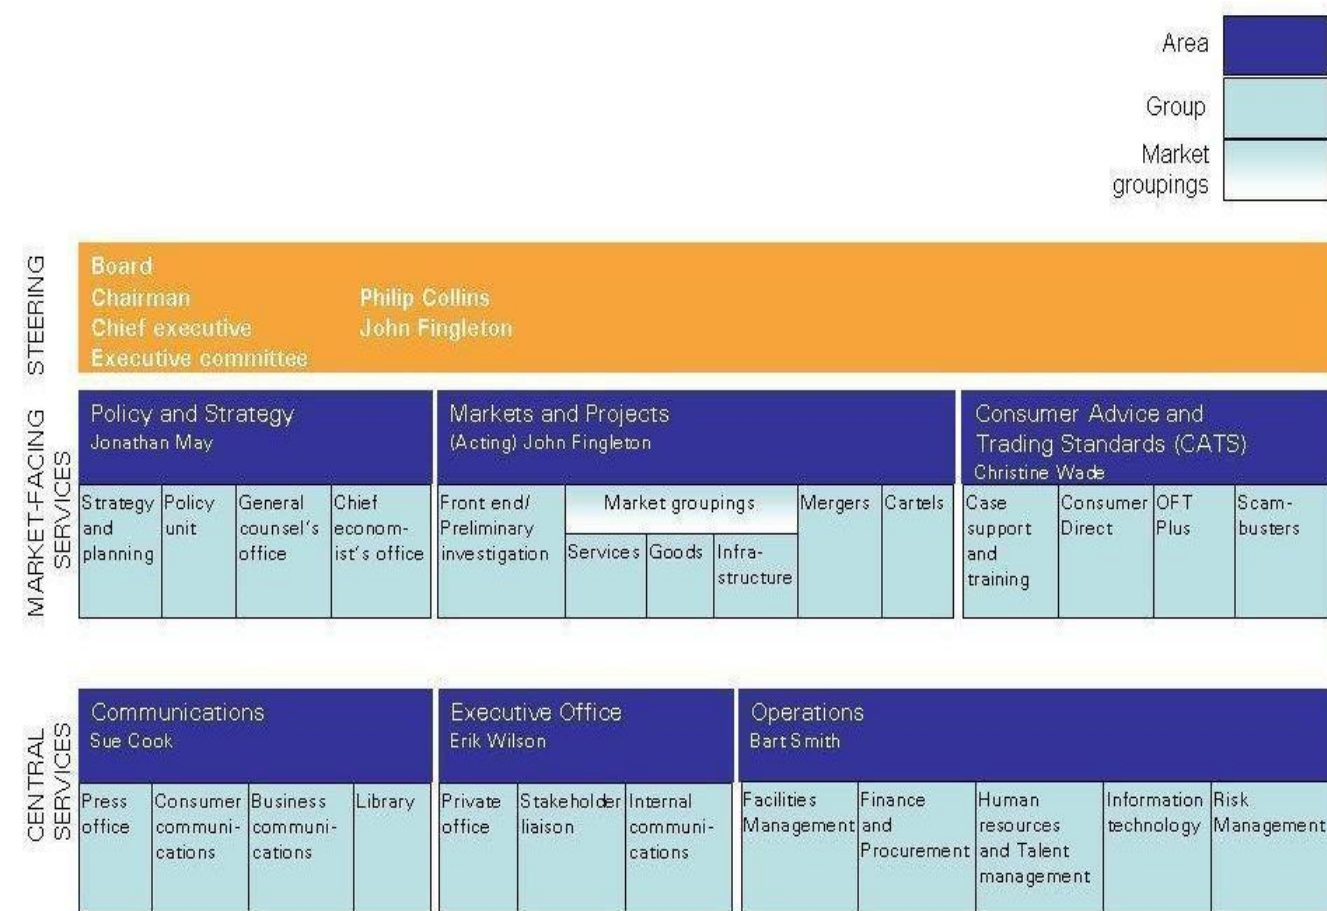 Area
Group
Market
groupings
STEERING
Board
Chairman Philip Collins
Chief executive John Fingleton
Executive committee
MARKET-FACING
SERVICES
Policy and Strategy
Jonathan May
Strategy
and
planning
Policy
unit
General
counsel's
office
Chief
econom-
ist's office
Markets and Projects
(Acting) John Fingleton
Front end/
Preliminary
investigation
Market groupings
Services
Goods
Infra-
structure
Mergers
Cartels
Consumer Advice and
Trading Standards (CATS)
Christine Wade
Case
support
and
training
Consumer
Direct
OFT
Plus
Scam-
busters
CENTRAL
SERVICES
Communications
Sue Cook
Press
office
Consumer
communi-
cations
Business
communi-
cations
Library
Executive Office
Erik Wilson
Private
office
Stakeholder
liaison
Internal
communi-
cations
Operations
Bart Smith
Facilities
Management
Finance
and
Procurement
Human
resources
and Talent
management
Information
technology
Risk
Management